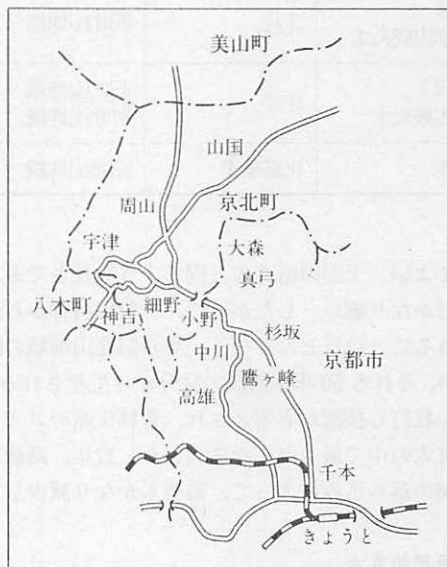 美山町
山国
周山
京北町
宇津
大森
真弓
八木町
細野
神吉
小野
杉坂
中川
京都市
鷹ヶ峰
高雄
千本
きょうと